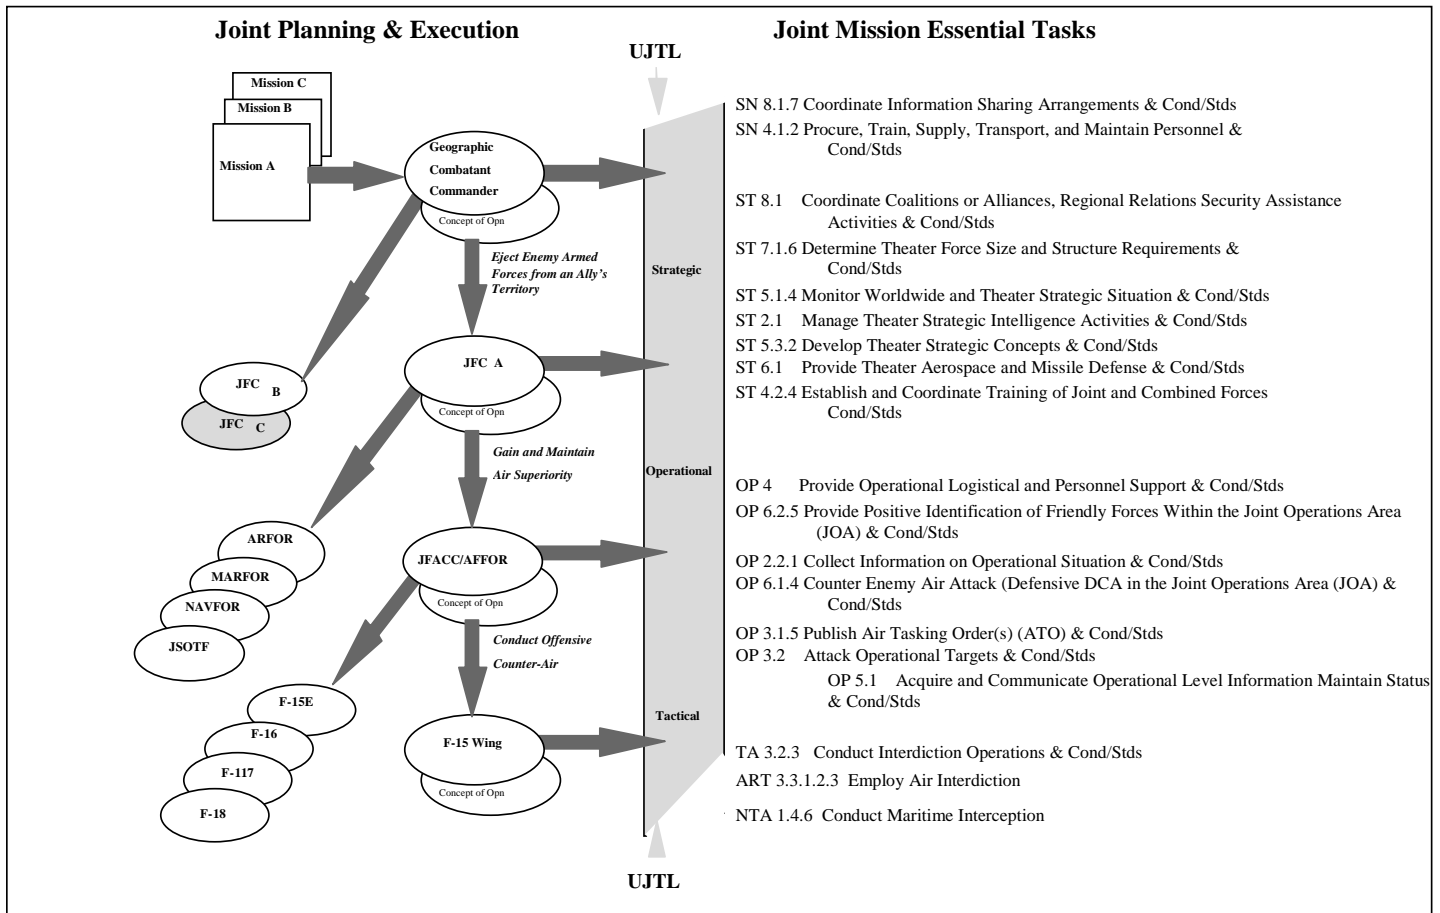 Joint Planning & Execution
Joint Mission Essential Tasks
UJTL
Mission C
Mission B
Mission A
Geographic
Combatant
Commander
Concept of Opn
Eject Enemy Armed
Forces from an Ally's
Territory
JFC A
Concept of Opn
JFC B
JFC C
Gain and Maintain
Air Superiority
ARFOR
MARFOR
NAVFOR
JSOTF
JFACC/AFFOR
Concept of Opn
Conduct Offensive
Counter-Air
F-15E
F-16
F-117
F-18
F-15 Wing
Concept of Opn
Strategic
Operational
Tactical
UJTL
SN 8.1.7 Coordinate Information Sharing Arrangements & Cond/Stds
SN 4.1.2 Procure, Train, Supply, Transport, and Maintain Personnel &
Cond/Stds
ST 8.1 Coordinate Coalitions or Alliances, Regional Relations Security Assistance
Activities & Cond/Stds
ST 7.1.6 Determine Theater Force Size and Structure Requirements &
Cond/Stds
ST 5.1.4 Monitor Worldwide and Theater Strategic Situation & Cond/Stds
ST 2.1 Manage Theater Strategic Intelligence Activities & Cond/Stds
ST 5.3.2 Develop Theater Strategic Concepts & Cond/Stds
ST 6.1 Provide Theater Aerospace and Missile Defense & Cond/Stds
ST 4.2.4 Establish and Coordinate Training of Joint and Combined Forces
Cond/Stds
OP 4 Provide Operational Logistical and Personnel Support & Cond/Stds
OP 6.2.5 Provide Positive Identification of Friendly Forces Within the Joint Operations Area
(JOA) & Cond/Stds
OP 2.2.1 Collect Information on Operational Situation & Cond/Stds
OP 6.1.4 Counter Enemy Air Attack (Defensive DCA in the Joint Operations Area (JOA) &
Cond/Stds
OP 3.1.5 Publish Air Tasking Order(s) (ATO) & Cond/Stds
OP 3.2 Attack Operational Targets & Cond/Stds
OP 5.1 Acquire and Communicate Operational Level Information Maintain Status
& Cond/Stds
TA 3.2.3 Conduct Interdiction Operations & Cond/Stds
ART 3.3.1.2.3 Employ Air Interdiction
NTA 1.4.6 Conduct Maritime Interception